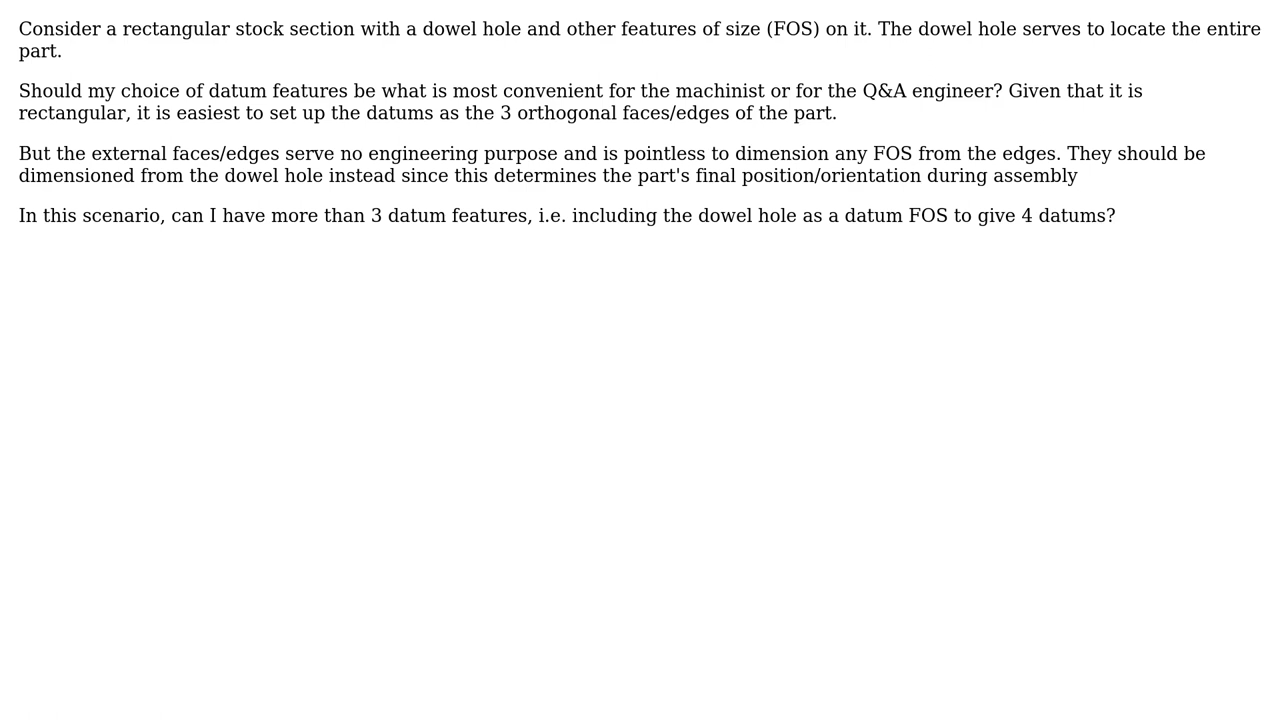 Consider a rectangular stock section with a dowel hole and other features of size (FOS) on it. The dowel hole serves to locate the entire
part.
Should my choice of datum features be what is most convenient for the machinist or for the Q&A engineer? Given that it is
rectangular, it is easiest to set up the datums as the 3 orthogonal faces/edges of the part.
But the external faces/edges serve no engineering purpose and is pointless to dimension any FOS from the edges. They should be
dimensioned from the dowel hole instead since this determines the part's final position/orientation during assembly
In this scenario, can I have more than 3 datum features, i.e. including the dowel hole as a datum FOS to give 4 datums?